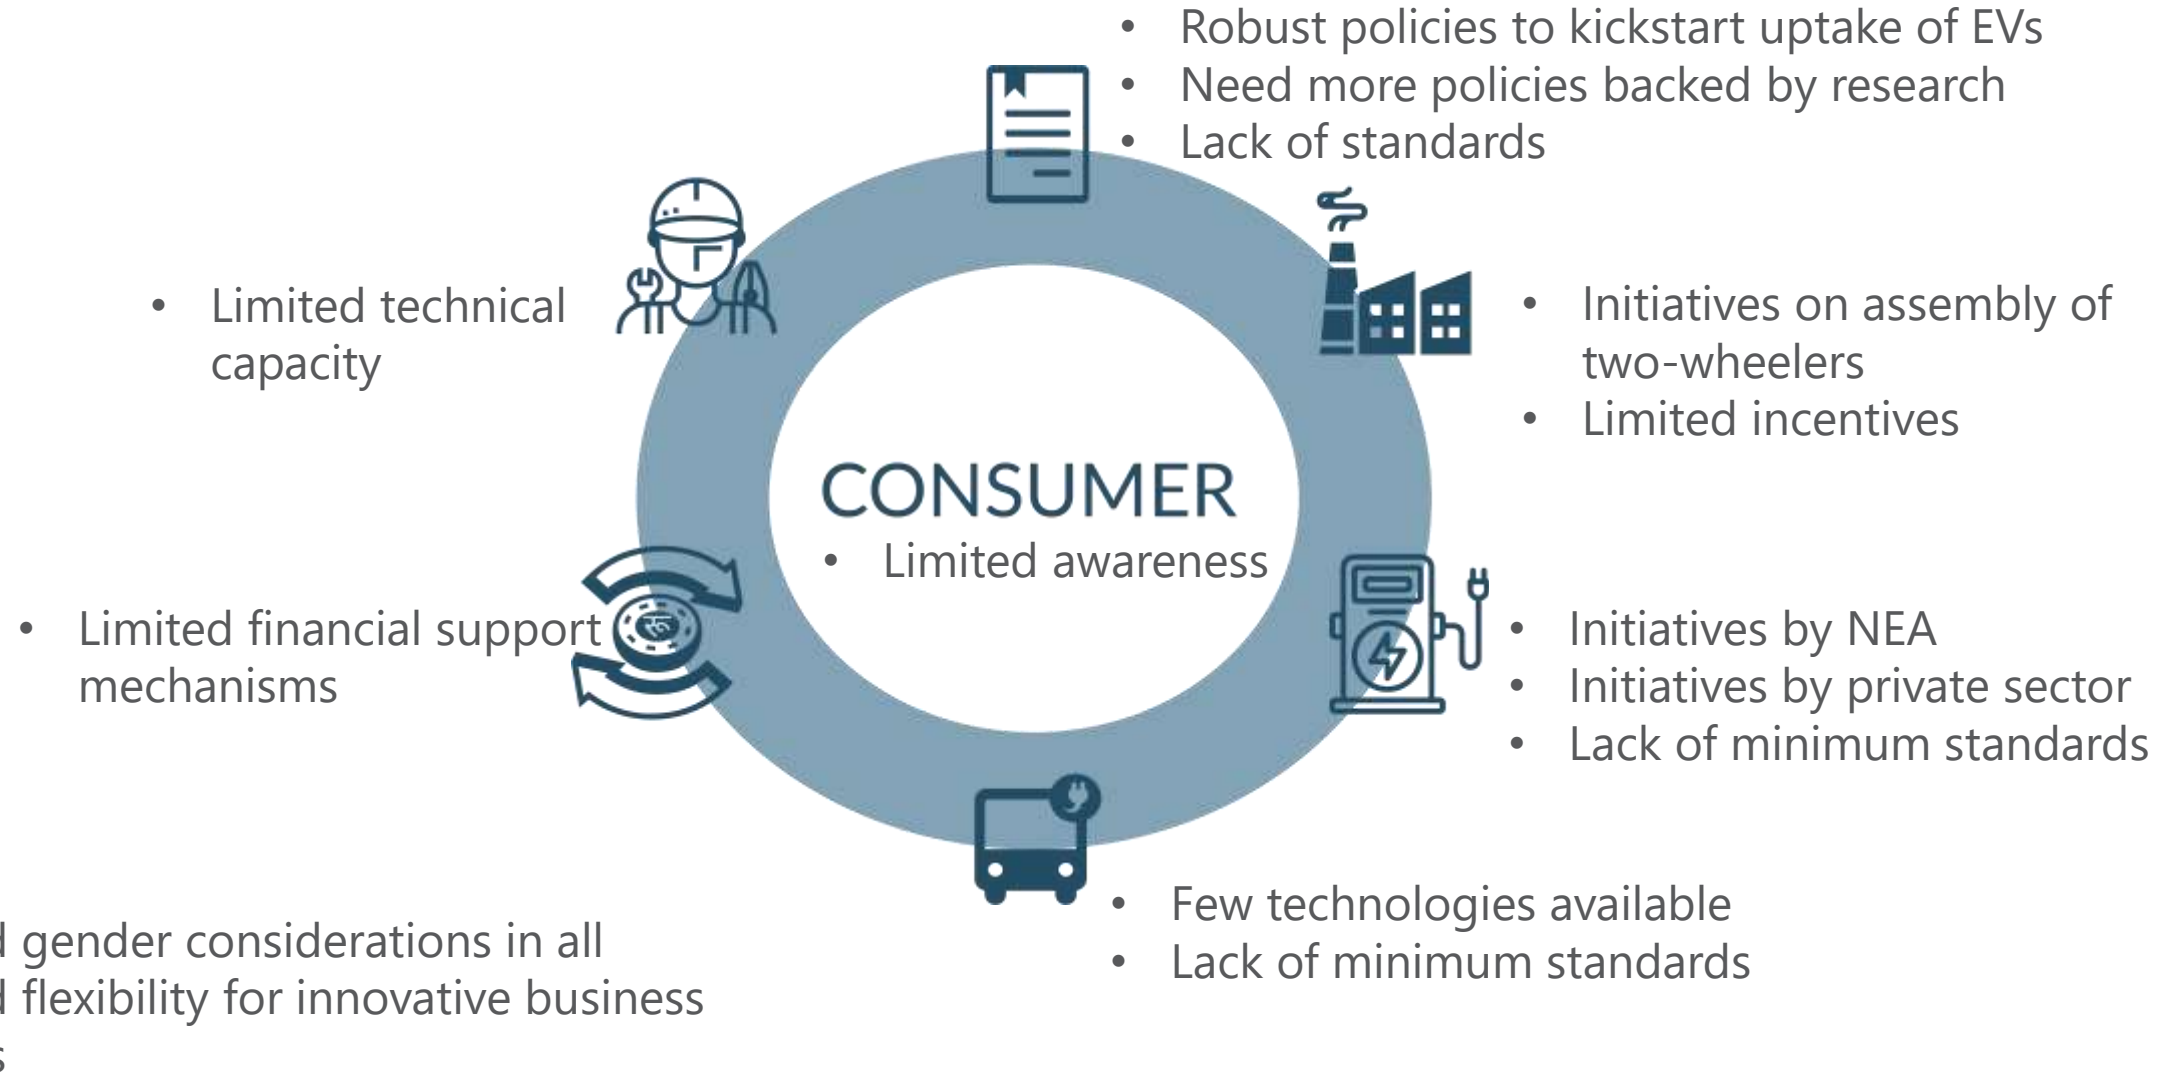 • Robust policies to kickstart uptake of EVs
• Need more policies backed by research
• Lack of standards
• Limited technical
capacity
• Initiatives on assembly of
two-wheelers
• Limited incentives
CONSUMER
• Limited awareness
• Limited financial support
mechanisms
रु
• Initiatives by NEA
• Initiatives by private sector
• Lack of minimum standards
• Few technologies available
• Lack of minimum standards
gender considerations in all
flexibility for innovative business